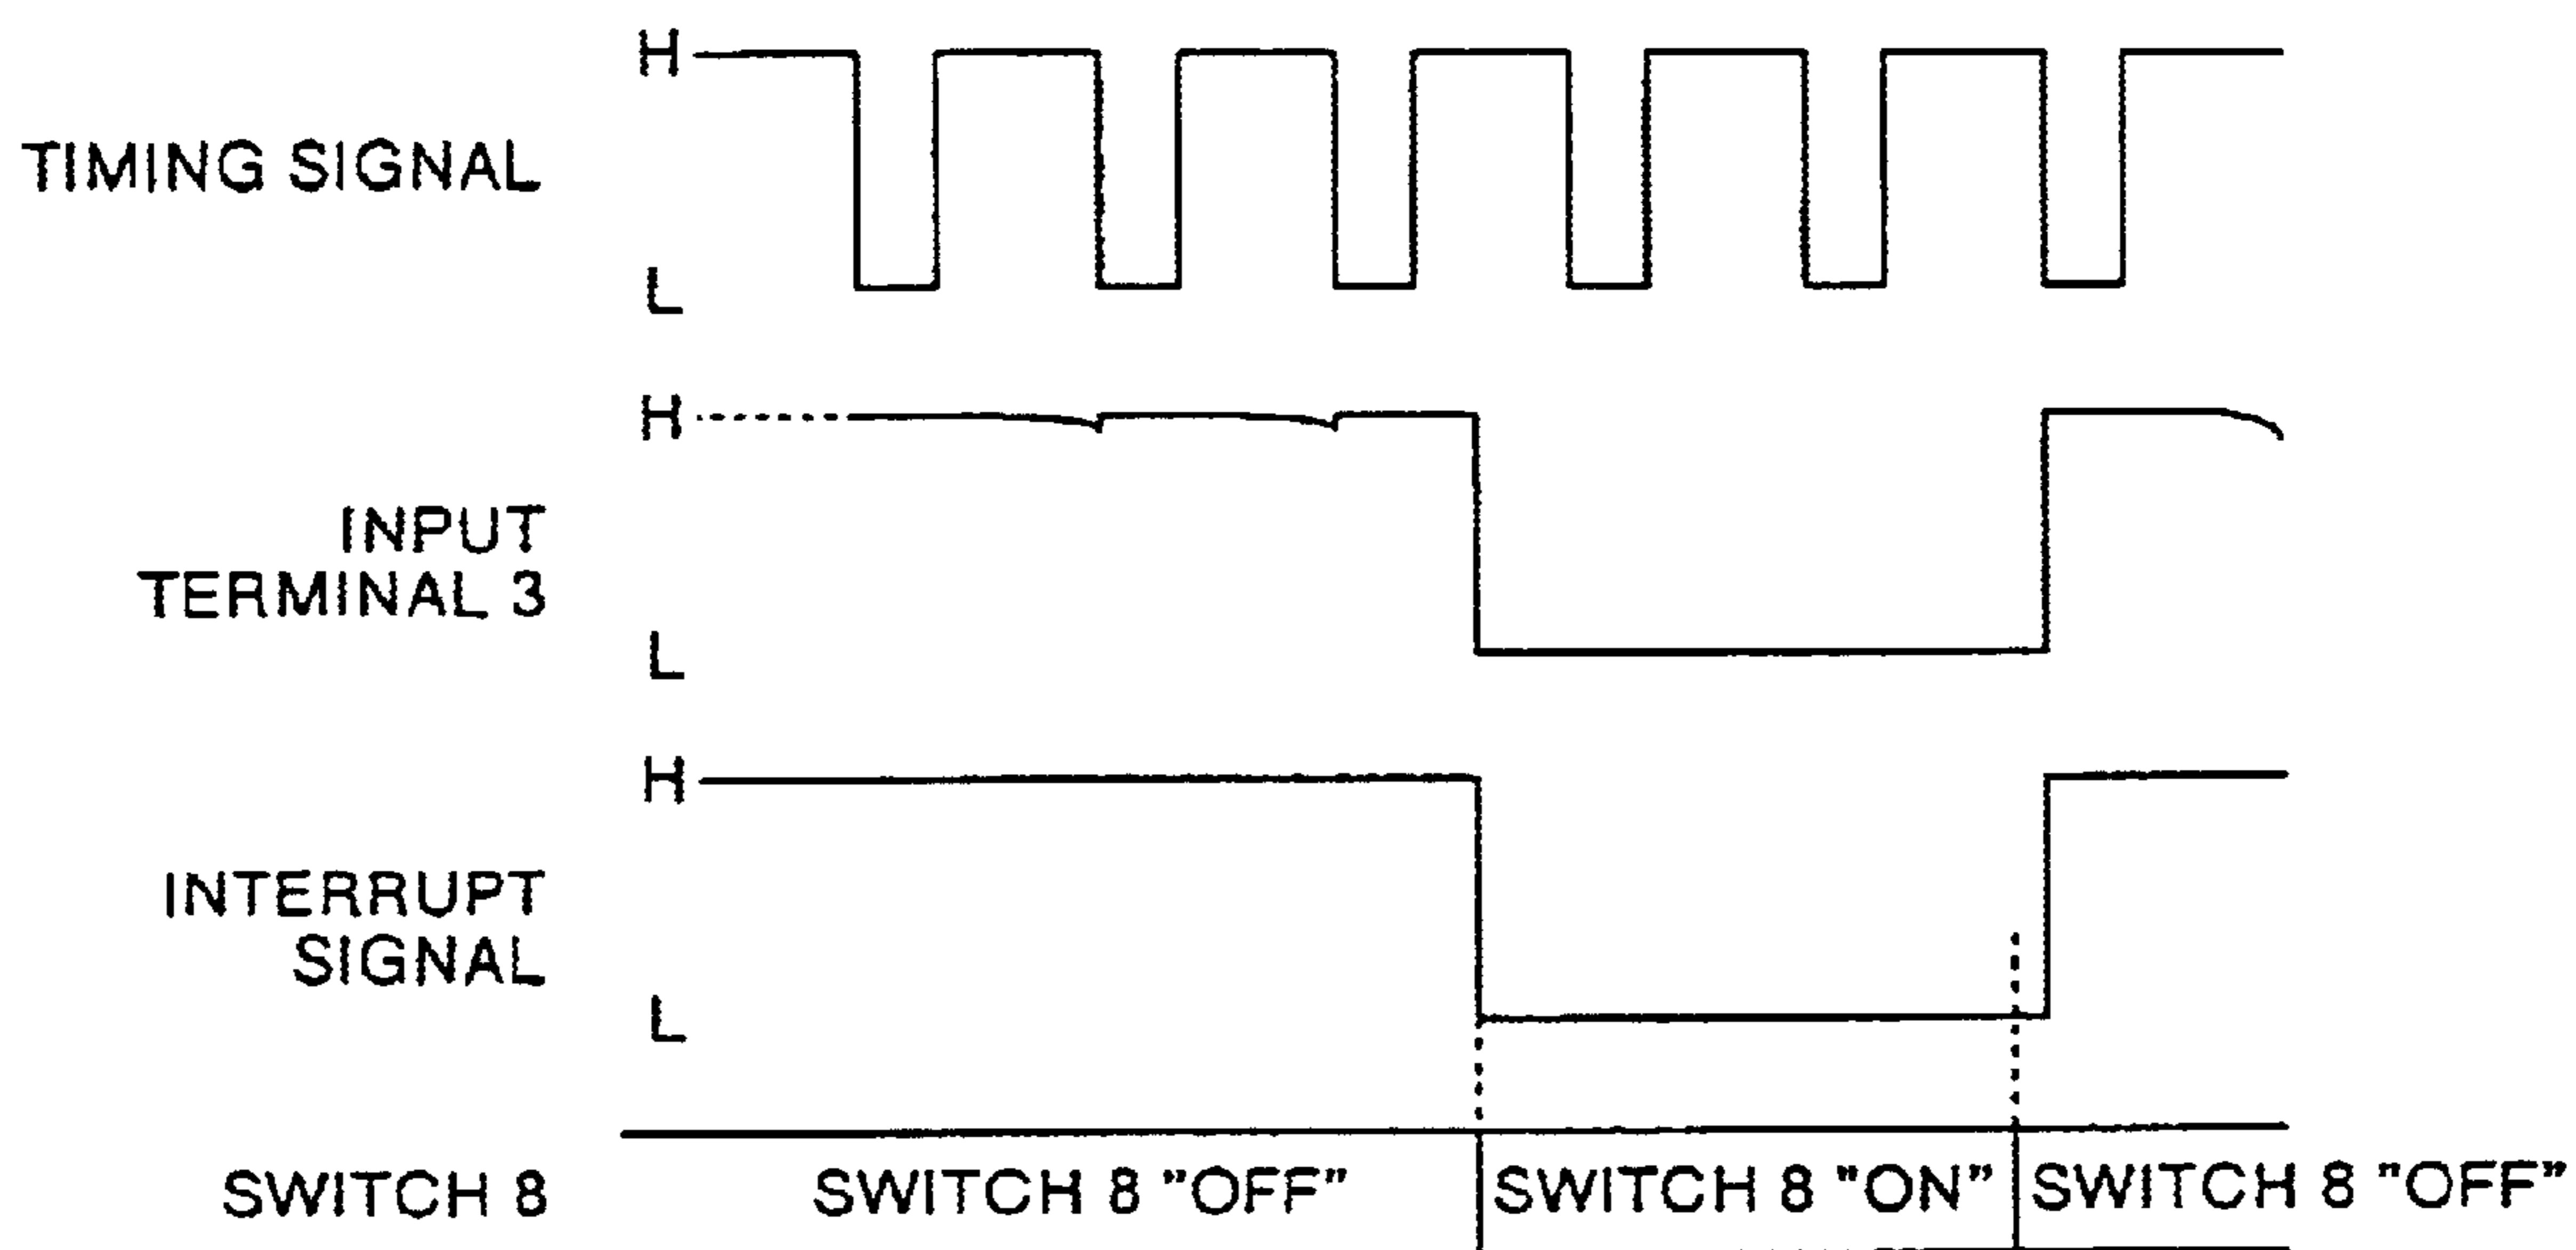 H
TIMING SIGNAL
L
H
INPUT
TERMINAL 3
L
H
INTERRUPT
SIGNAL
L
SWITCH 8
SWITCH 8 "OFF"
SWITCH 8 "ON"
SWITCH 8 "OFF"